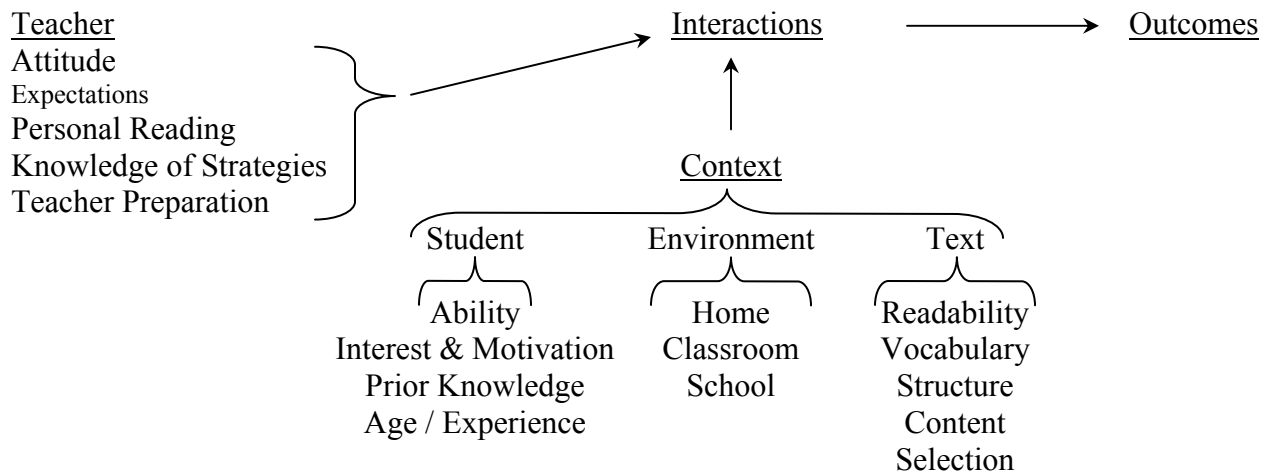 Teacher
Attitude
Expectations
Personal Reading
Knowledge of Strategies
Teacher Preparation
Interactions
Outcomes
Context
Student
Ability
Interest & Motivation
Prior Knowledge
Age / Experience
Environment
Home
Classroom
School
Text
Readability
Vocabulary
Structure
Content
Selection